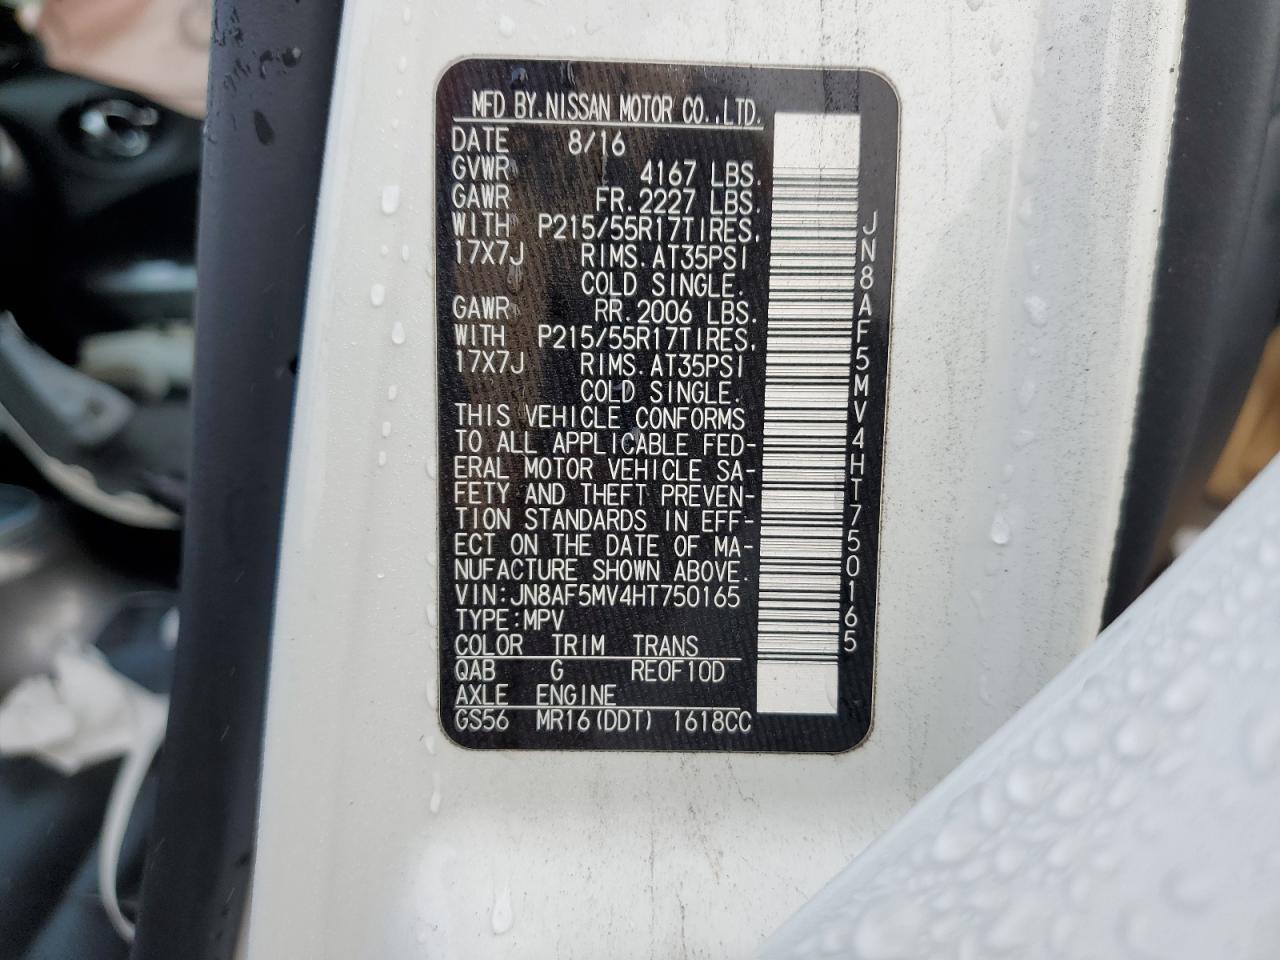 MFD BY.NISSAN MOTOR CO.,LTD.
DATE 8/16
GVWR 4167 LBS.
GAWR FR. 2227 LBS.
WITH P215/55R17TIRES,
17X7J RIMS. AT35PSI
COLD SINGLE.
GAWR RR. 2006 LBS.
WITH P215/55R17TIRES,
17X7J RIMS. AT35PSI
COLD SINGLE.
THIS VEHICLE CONFORMS
TO ALL APPLICABLE FED-
ERAL MOTOR VEHICLE SA-
FETY AND THEFT PREVEN-
TION STANDARDS IN EFF-
ECT ON THE DATE OF MA-
NUFACTURE SHOWN ABOVE.
VIN:JN8AF5MV4HT750165
TYPE:MPV
COLOR TRIM TRANS
QAB G RE0F10D
AXLE ENGINE
GS56 MR16(DDT) 1618CC
JN8AF5MV4HT750165